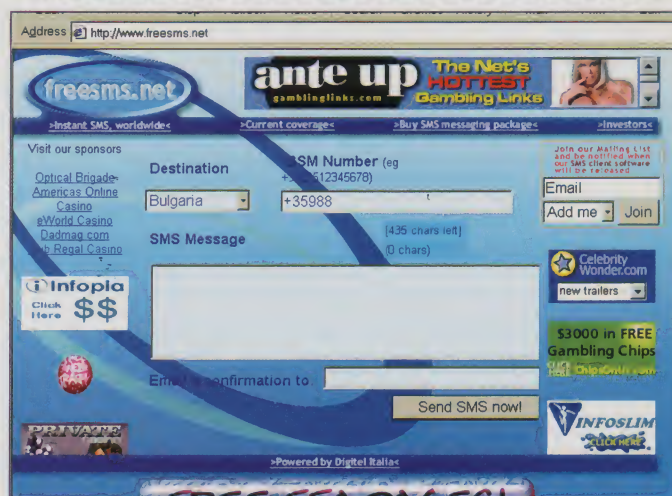 Address http://www.freesms.net
freesms.net
ante up
gamblinglinks.com
The Net's
HOTTEST
Gambling Links
>Instant SMS, worldwide<
>Current coverage<
>Buy SMS messaging package<
>Investors<
Visit our sponsors
Optical Brigade
Americas Online
Casino
eWorld Casino
Dadmag.com
Regal Casino
Infopia
Click
Here $$
PRIVATE
Destination
Bulgaria
GSM Number (eg
12345678)
+35988
[435 chars left]
(0 chars)
SMS Message
Email confirmation to
Send SMS now!
Join our Mailing List
and be notified when
our SMS client software
will be released
Email
Add me Join
Celebrity
Wonder.com
new trailers
$3000 in FREE
Gambling Chips
CLICK
HERE
INFOSLIM
CLICK HERE
>Powered by Digitel Italia<